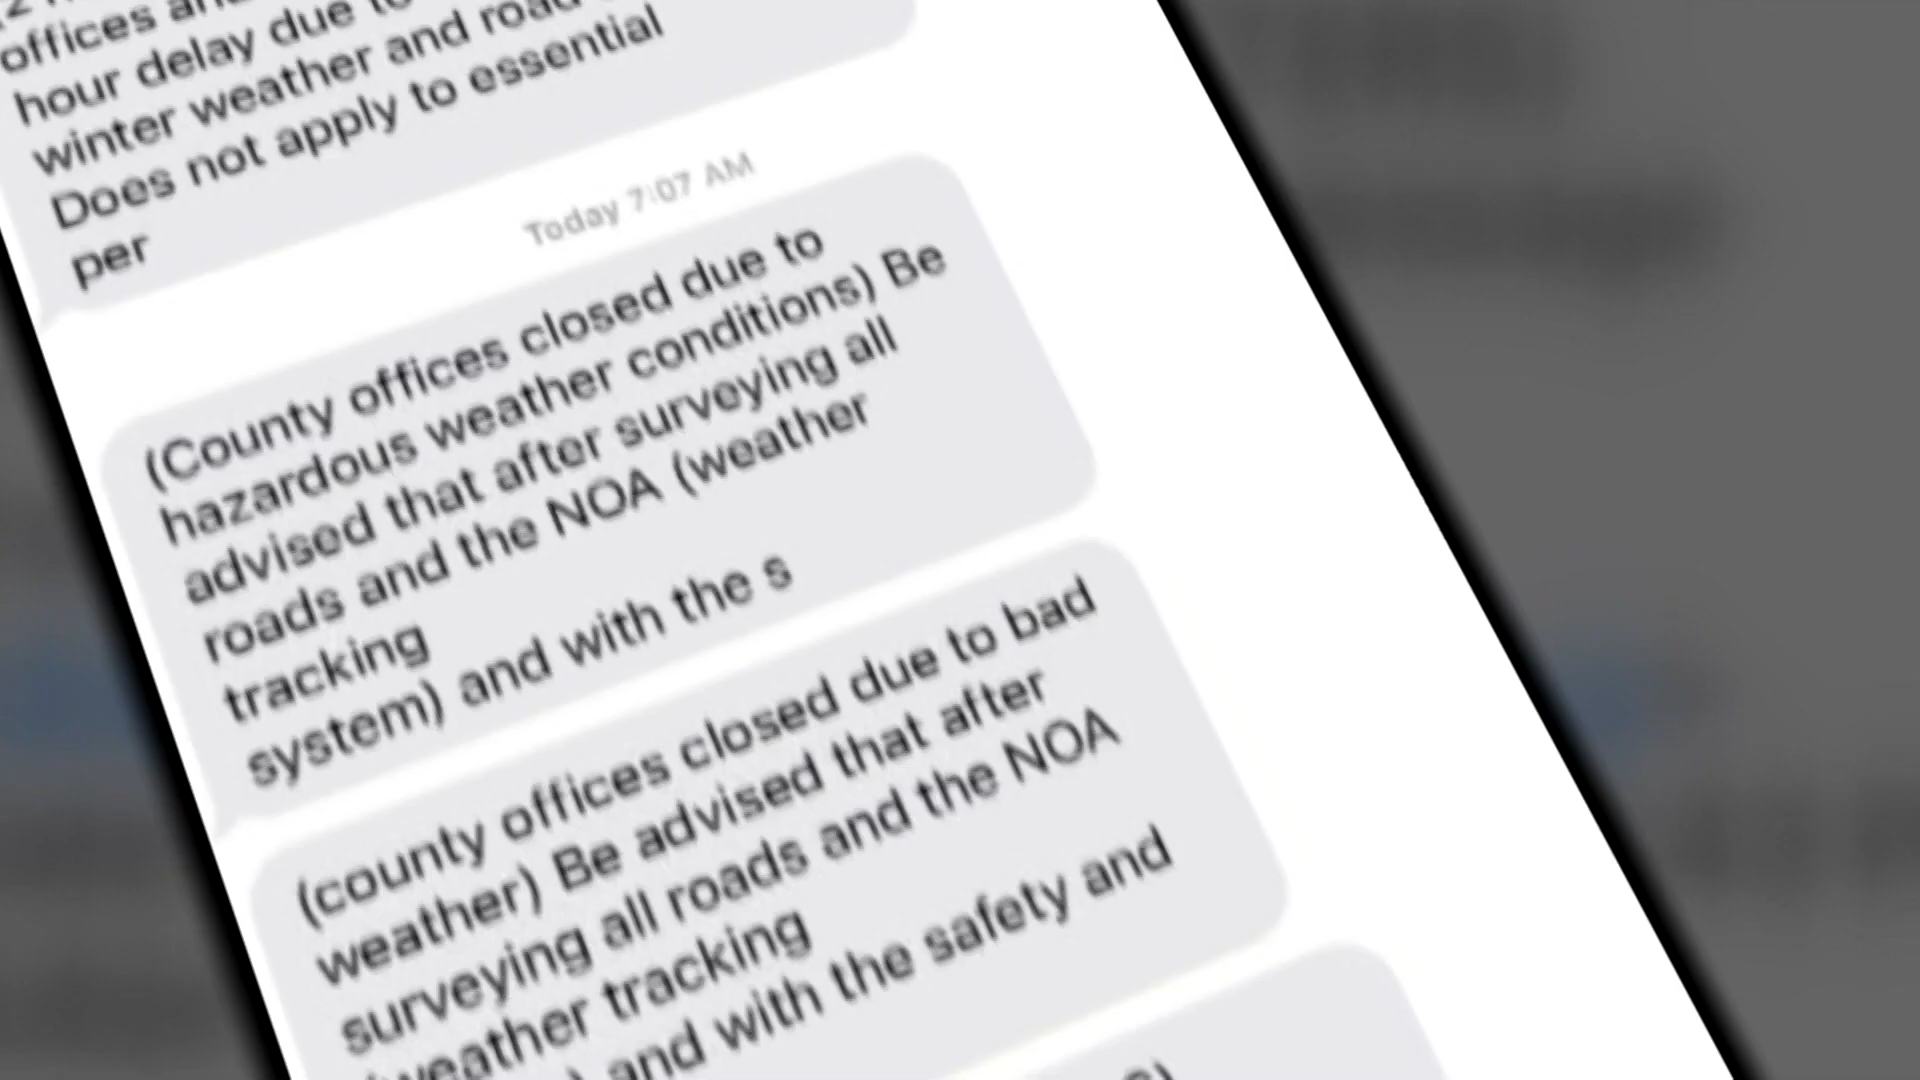 offices and
hour delay due to
winter weather and road
Does not apply to essential
per
Today 7:07 AM
(County offices closed due to
hazardous weather conditions) Be
advised that after surveying all
roads and the NOA (weather
tracking
system) and with the s
(county offices closed due to bad
weather) Be advised that after
surveying all roads and the NOA
(weather tracking
and with the safety and